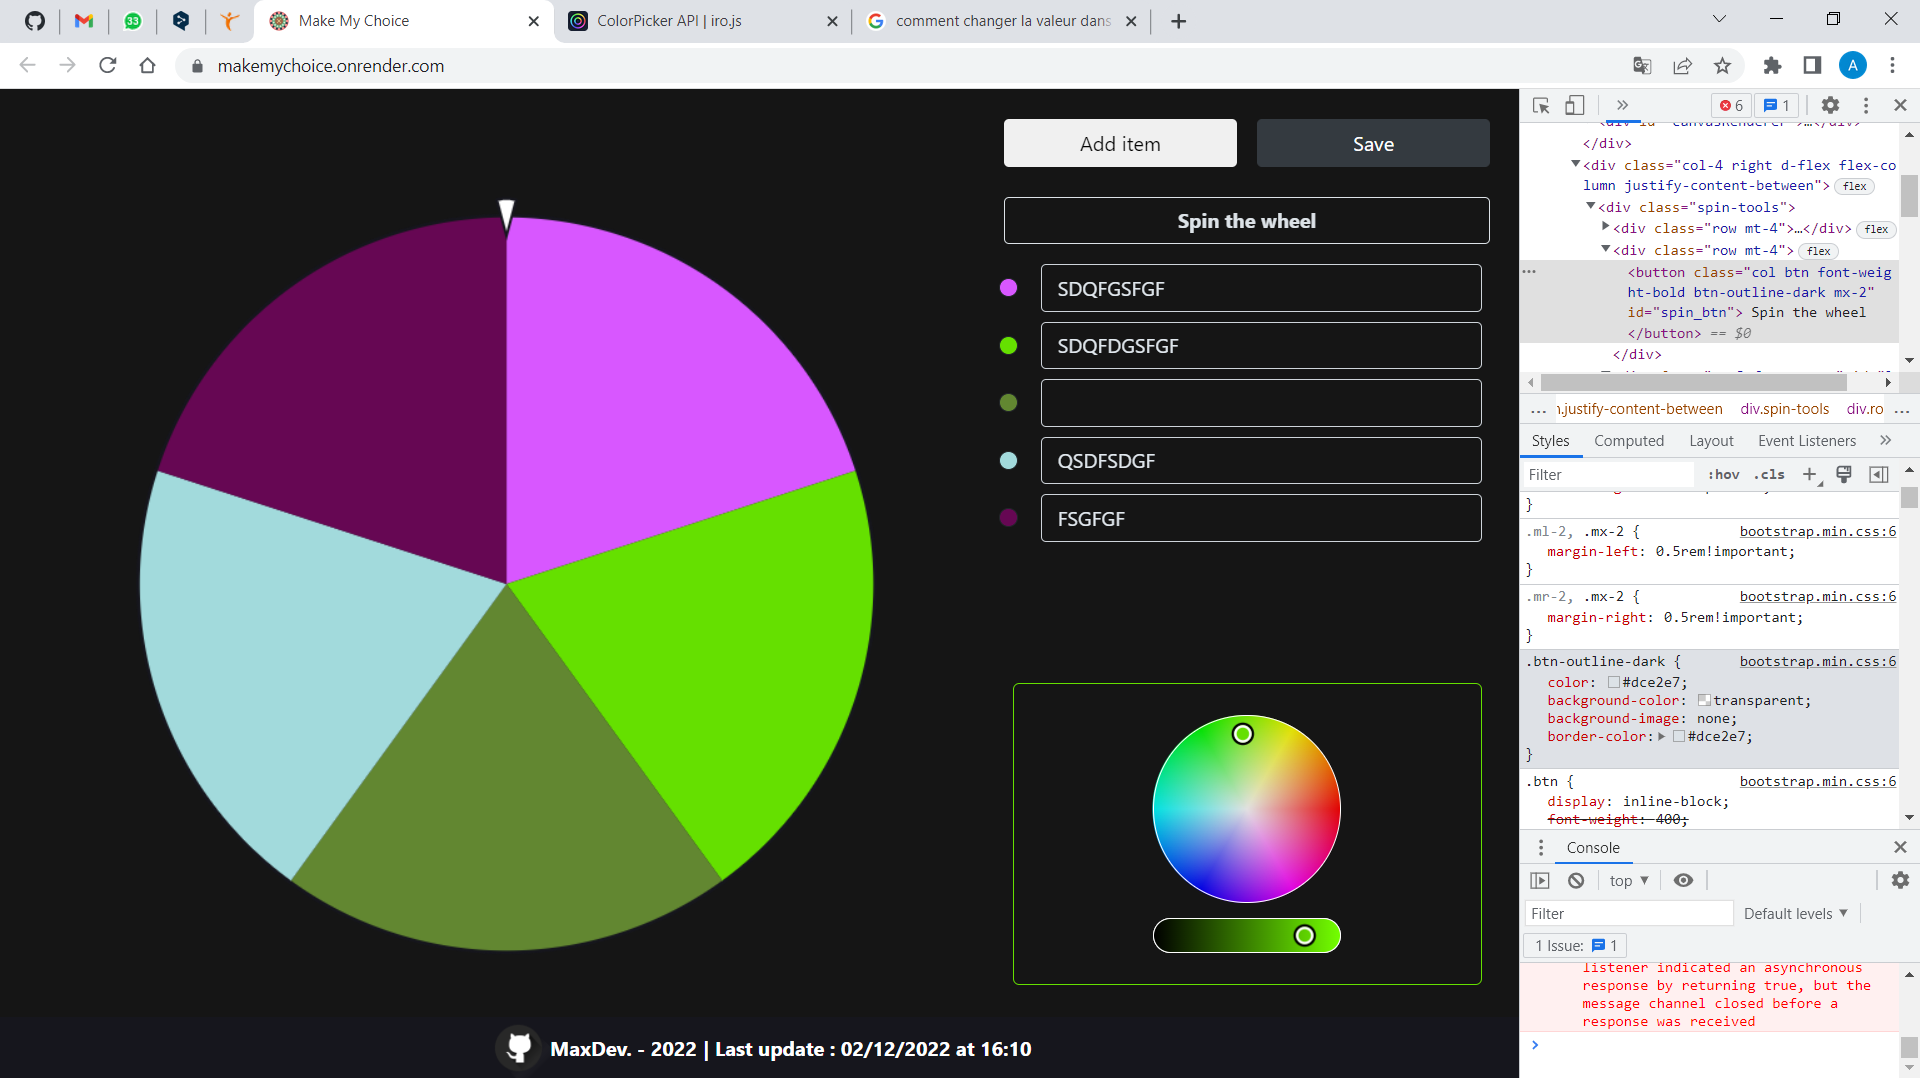 33
Make My Choice
ColorPicker API | iro.js
comment changer la valeur dans
makemychoice.onrender.com
A
6
1
Add item
Save
Spin the wheel
SDQFGSFGF
SDQFDGSFGF
QSDFSDGF
FSGFGF
MaxDev. - 2022 | Last update : 02/12/2022 at 16:10
</div>
<div class="col-4 right d-flex flex-co
lumn justify-content-between"> flex
<div class="spin-tools">
<div class="row mt-4">…</div> flex
<div class="row mt-4"> flex
<button class="col btn font-weig
ht-bold btn-outline-dark mx-2"
id="spin_btn"> Spin the wheel
</button> == $0
</div>
... n.justify-content-between div.spin-tools div.ro ...
Styles Computed Layout Event Listeners
Filter :hov .cls
}
.ml-2, .mx-2 { bootstrap.min.css:6
margin-left: 0.5rem!important;
}
.mr-2, .mx-2 { bootstrap.min.css:6
margin-right: 0.5rem!important;
}
.btn-outline-dark { bootstrap.min.css:6
color: #dce2e7;
background-color: transparent;
background-image: none;
border-color: #dce2e7;
}
.btn { bootstrap.min.css:6
display: inline-block;
font-weight: 400;
Console
top
Filter Default levels
1 Issue: 1
listener indicated an asynchronous
response by returning true, but the
message channel closed before a
response was received